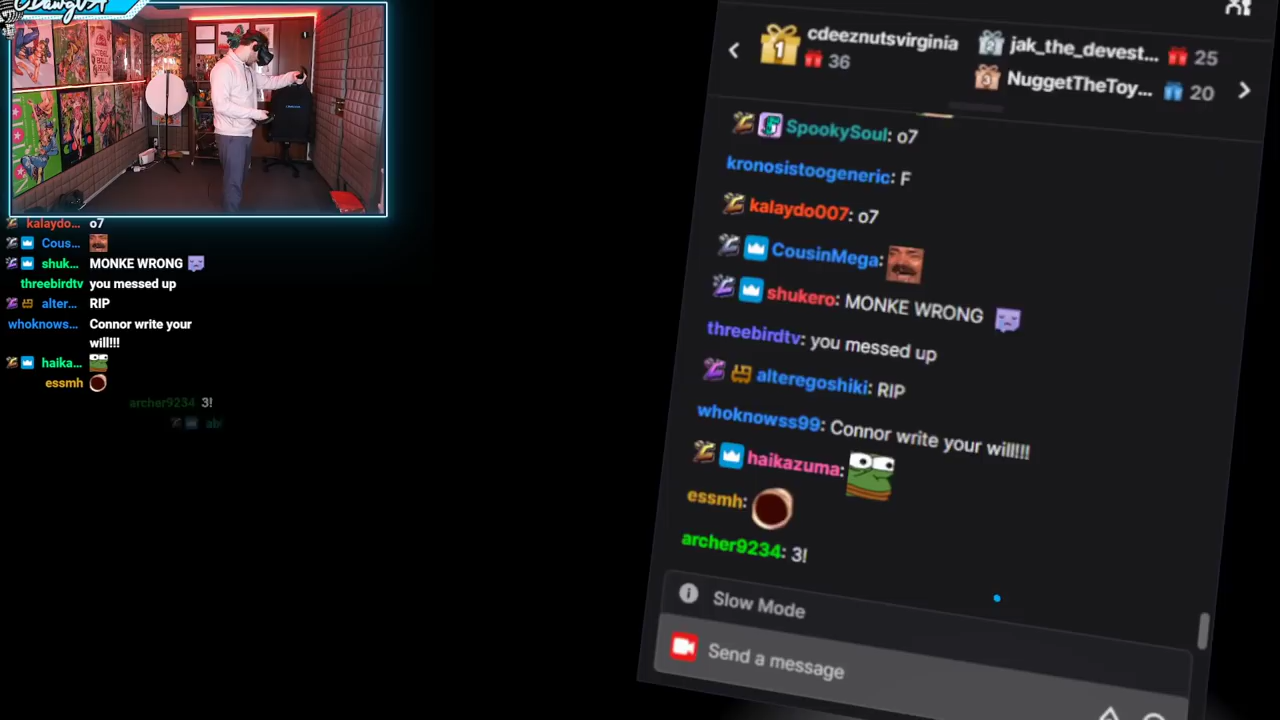 CDawgVA
kalaydo... o7
Cous...
shuk... MONKE WRONG
threebirdtv you messed up
alter... RIP
whoknows... Connor write your
will!!!
haika...
essmh
archer9234 3!
cdeeznutsvirginia
36
jak_the_devest... 25
NuggetTheToy... 20
SpookySoul: o7
kronosistoogeneric: F
kalaydo007: o7
CousinMega:
shukero: MONKE WRONG
threebirdtv: you messed up
alteregoshiki: RIP
whoknowss99: Connor write your will!!!
haikazuma:
essmh:
archer9234: 3!
Slow Mode
Send a message